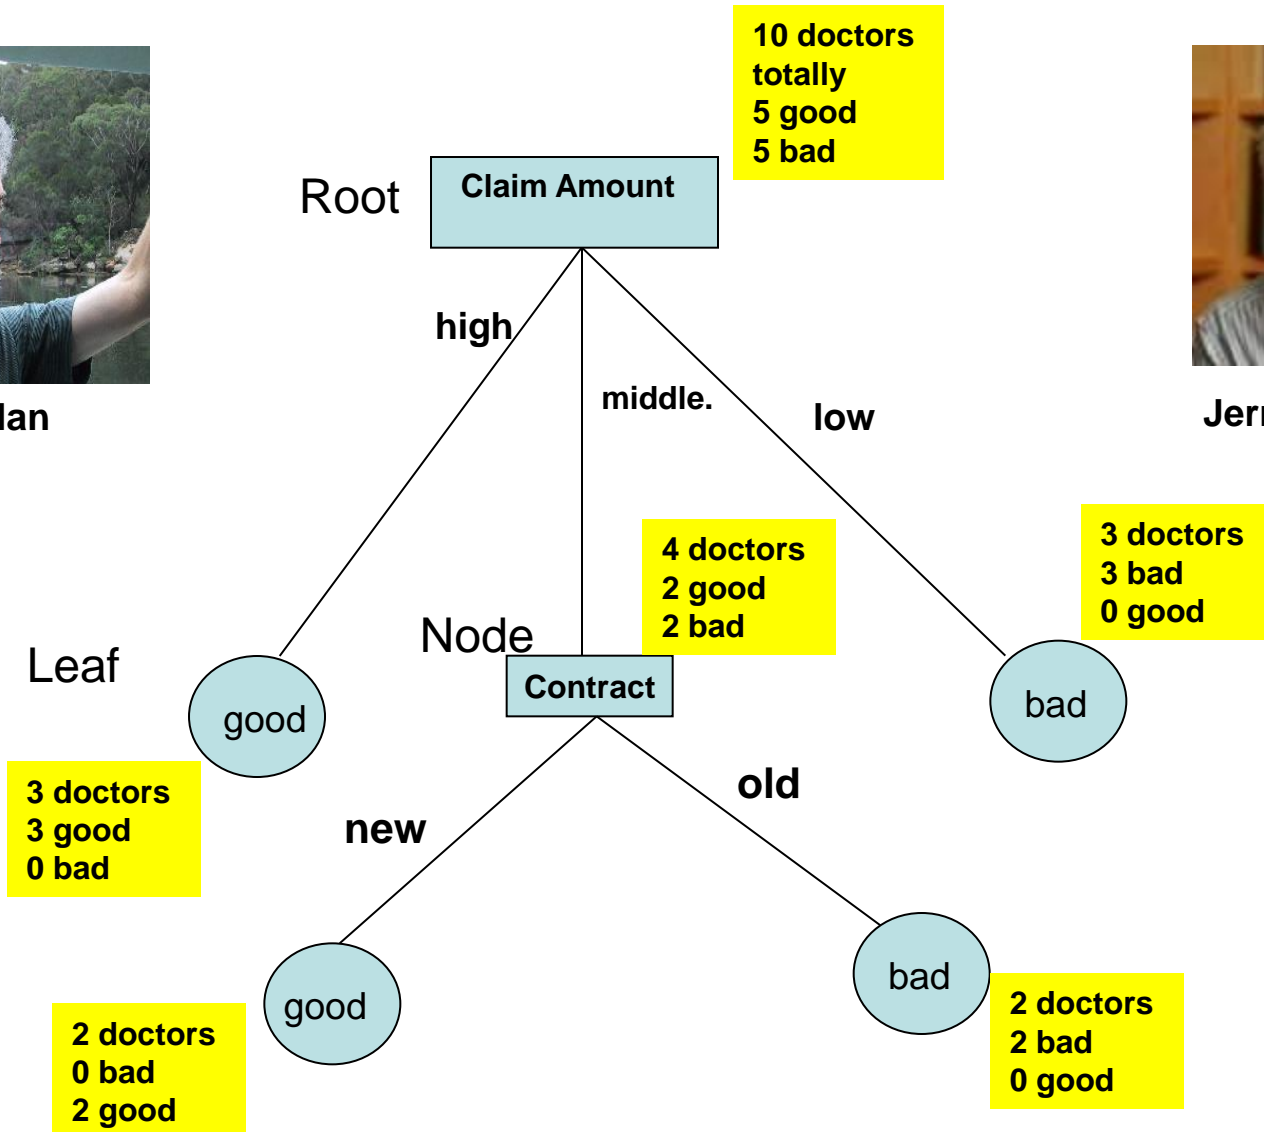 10 doctors
totally
5 good
5 bad
Root
Claim Amount
high
middle.
low
4 doctors
2 good
2 bad
3 doctors
3 bad
0 good
Leaf
Node
good
Contract
bad
3 doctors
3 good
0 bad
new
old
good
bad
2 doctors
0 bad
2 good
2 doctors
2 bad
0 good